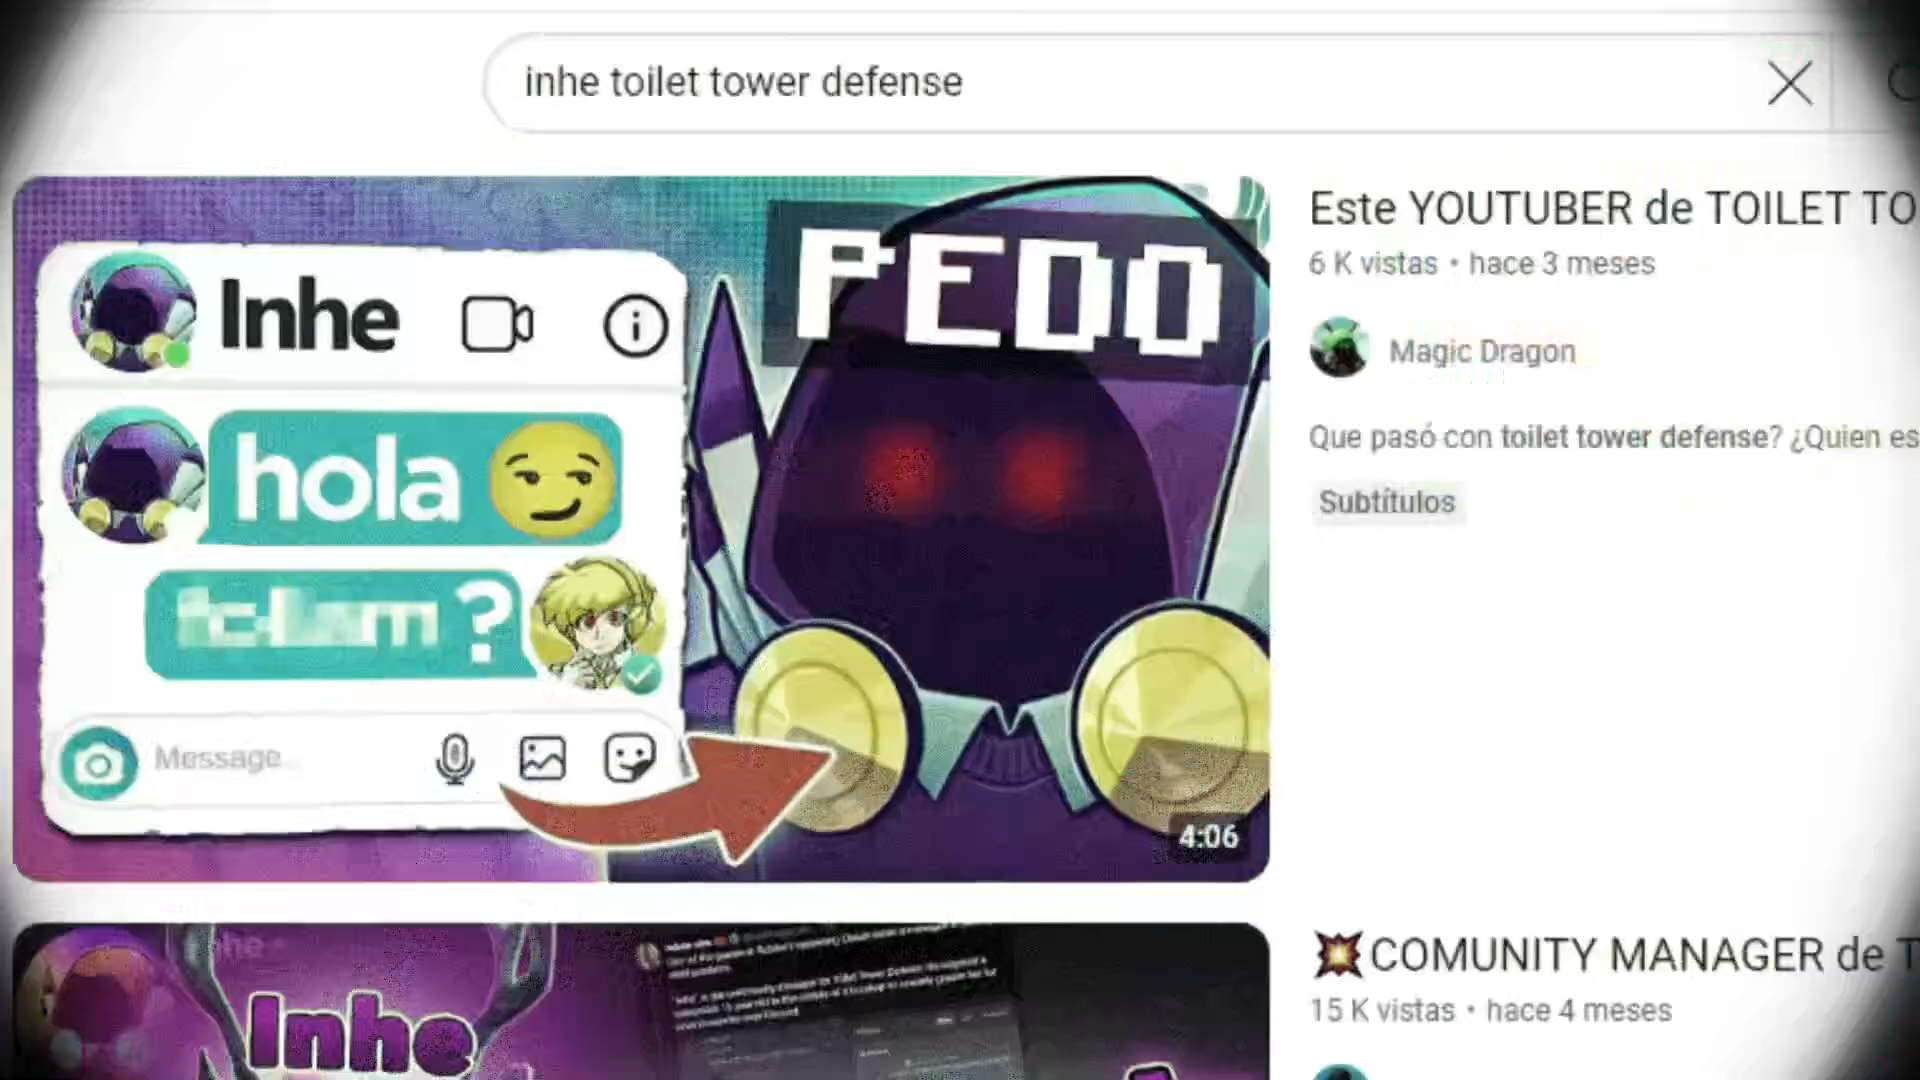 inhe toilet tower defense
Inhe
PEDO
hola
?
Message...
4:06
Este YOUTUBER de TOILET TO
6 K vistas • hace 3 meses
Magic Dragon
Que pasó con toilet tower defense? ¿Quien es
Subtítulos
Inhe
💥COMUNITY MANAGER de T
15 K vistas • hace 4 meses